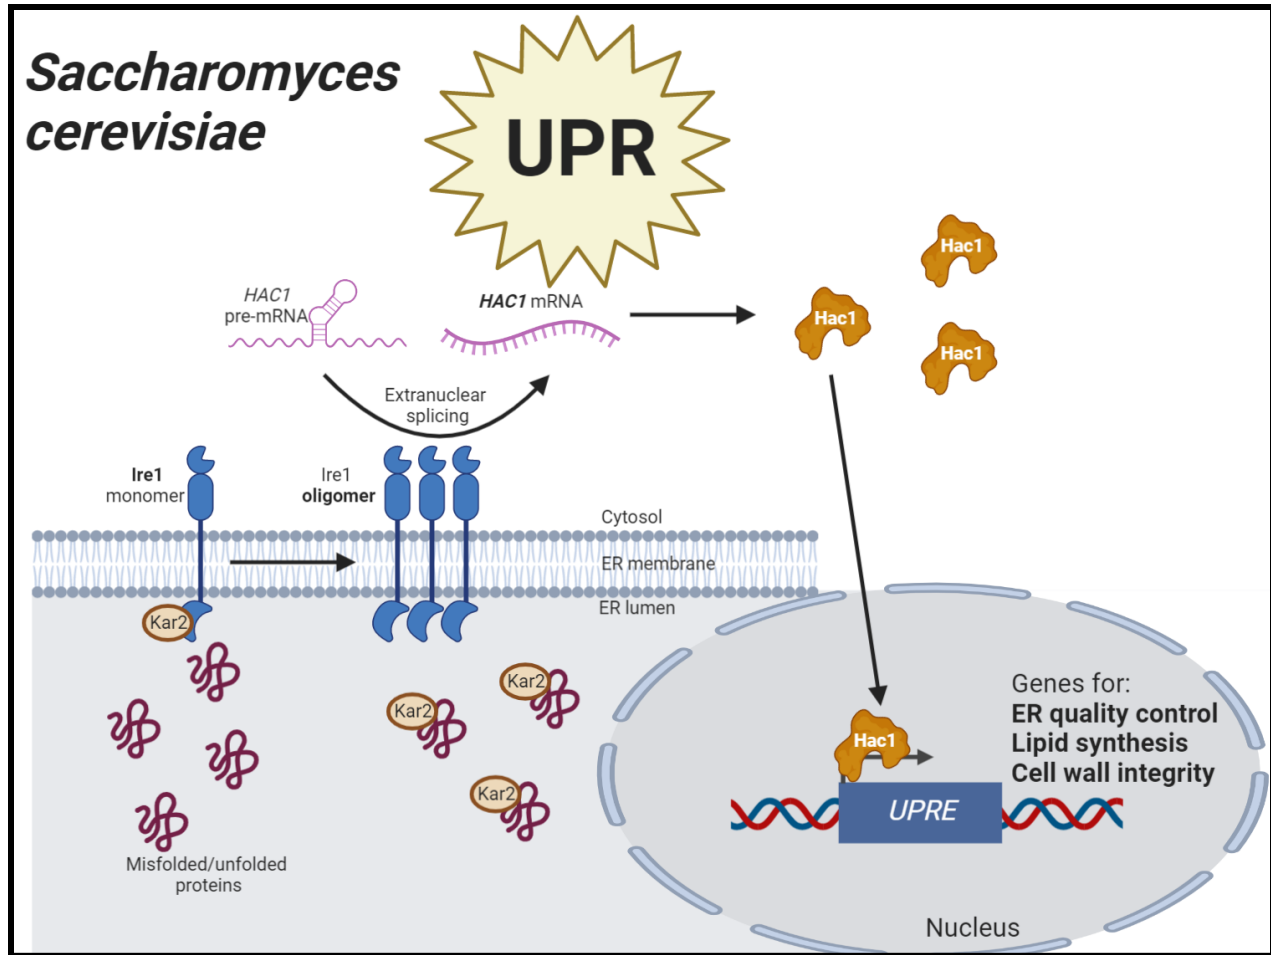 Saccharomyces
cerevisiae
UPR
HAC1
pre-mRNA
HAC1 mRNA
Hac1
Hac1
Hac1
Extranuclear
splicing
Ire1
monomer
Ire1
oligomer
Cytosol
ER membrane
ER lumen
Kar2
Kar2
Kar2
Kar2
Misfolded/unfolded
proteins
Genes for:
ER quality control
Lipid synthesis
Cell wall integrity
Hac1
UPRE
Nucleus